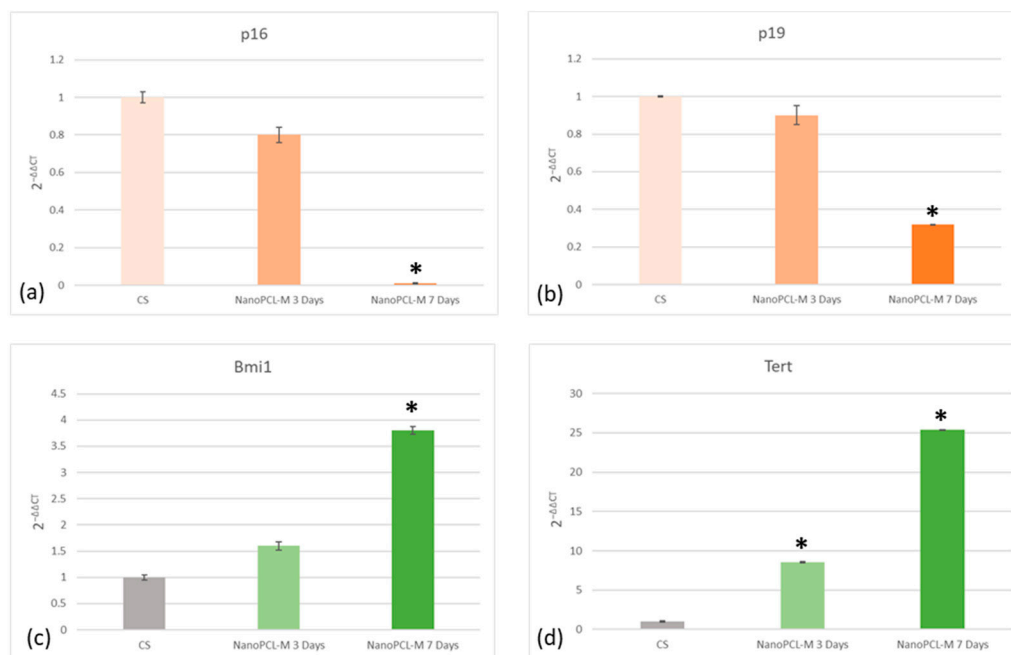 p16
1.2
1
0.8
0.6
0.4
0.2
0
2^-ΔΔCT
*
(a)
CS NanoPCL-M 3 Days NanoPCL-M 7 Days
p19
1.2
1
0.8
0.6
0.4
0.2
0
2^-ΔΔCT
*
(b)
CS NanoPCL-M 3 Days NanoPCL-M 7 Days
Bmi1
4.5
4
3.5
3
2.5
2
1.5
1
0.5
0
2^-ΔΔCT
*
(c)
CS NanoPCL-M 3 Days NanoPCL-M 7 Days
Tert
30
25
20
15
10
5
0
2^-ΔΔCT
* *
(d)
CS NanoPCL-M 3 Days NanoPCL-M 7 Days